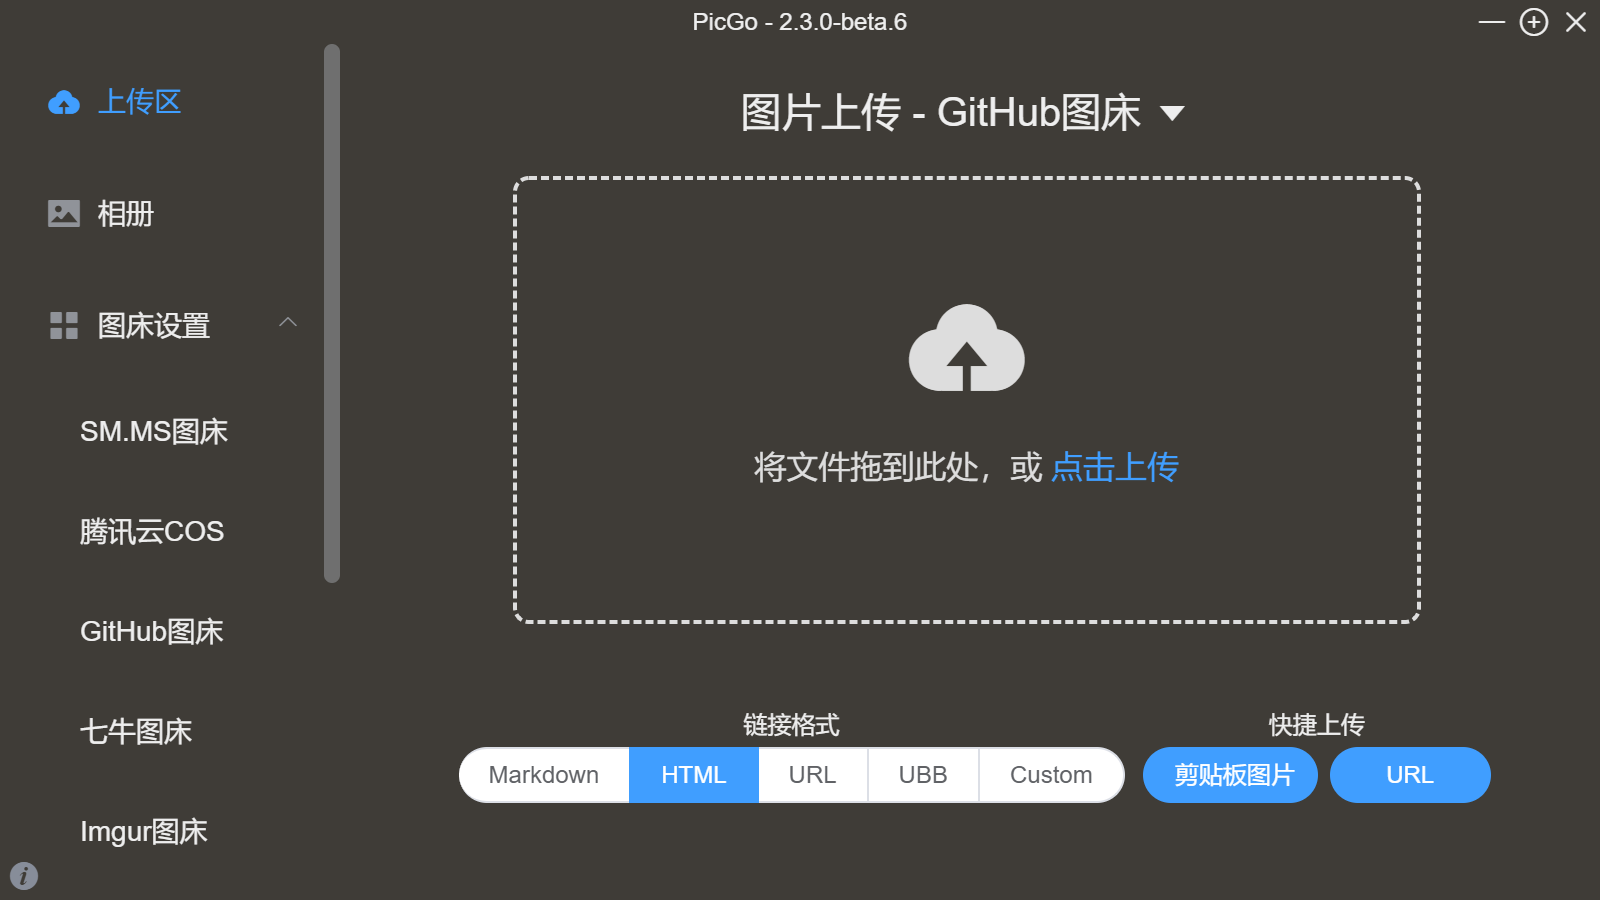 PicGo - 2.3.0-beta.6
上传区
相册
图床设置
SM.MS图床
腾讯云COS
GitHub图床
七牛图床
Imgur图床
图片上传 - GitHub图床
将文件拖到此处，或 点击上传
链接格式
Markdown HTML URL UBB Custom
快捷上传
剪贴板图片 URL